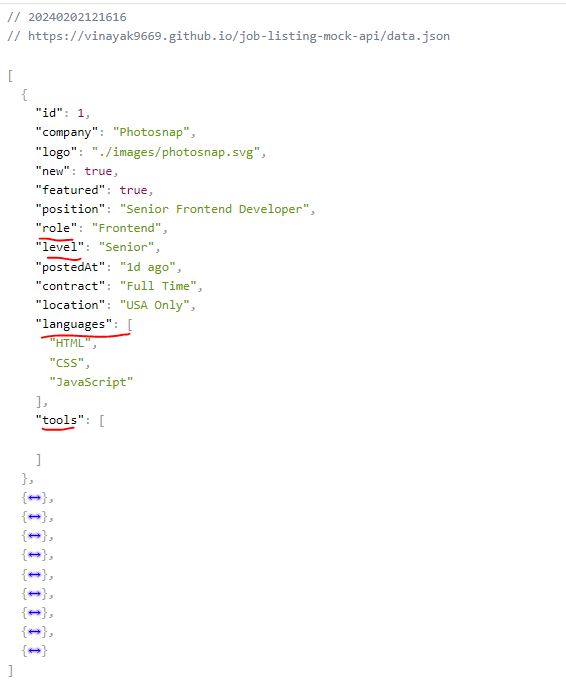 // 20240202121616
// https://vinayak9669.github.io/job-listing-mock-api/data.json
[
{
"id": 1,
"company": "Photosnap",
"logo": "./images/photosnap.svg",
"new": true,
"featured": true,
"position": "Senior Frontend Developer",
"role": "Frontend",
"level": "Senior",
"postedAt": "1d ago",
"contract": "Full Time",
"location": "USA Only",
"languages": [
"HTML",
"CSS",
"JavaScript"
],
"tools": [
]
},
{↔},
{↔},
{↔},
{↔},
{↔},
{↔},
{↔},
{↔},
{↔}
]